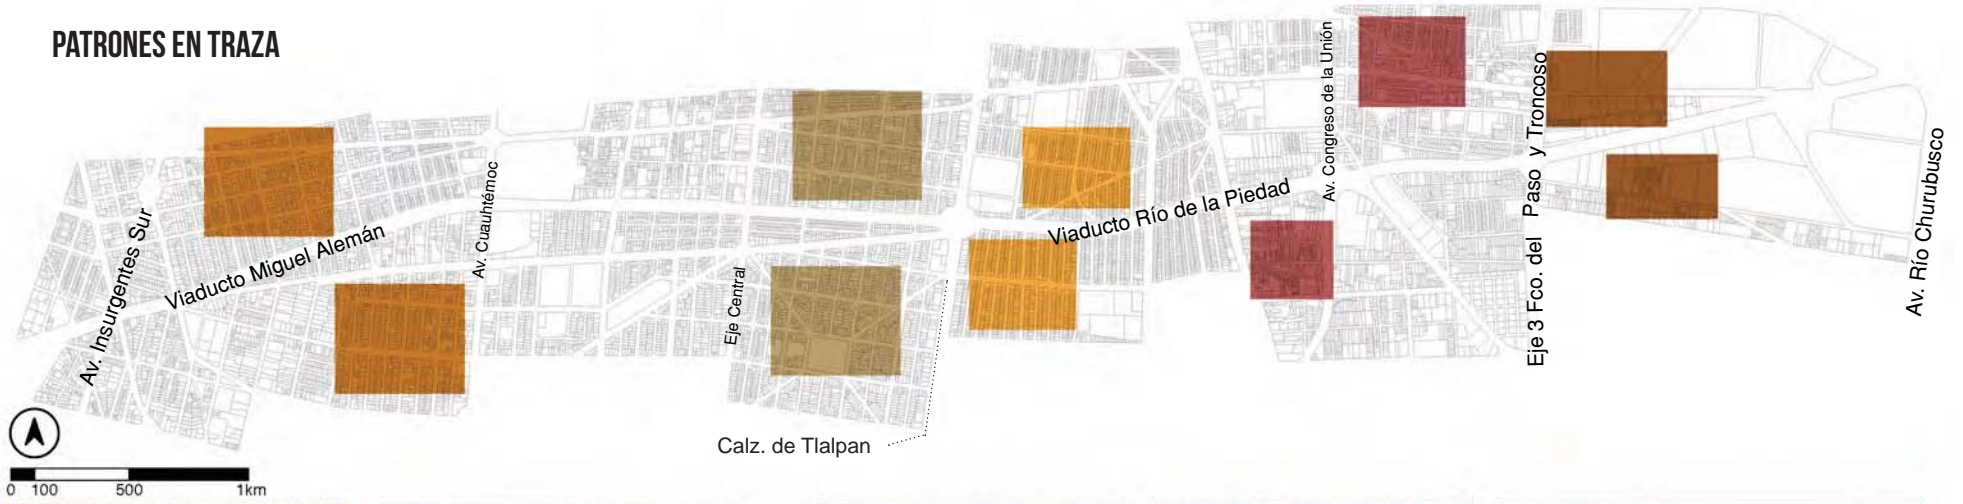 PATRONES EN TRAZA
Av. Insurgentes Sur
Viaducto Miguel Alemán
Av. Cuauhtémoc
Eje Central
Calz. de Tlalpan
Viaducto Río de la Piedad
Av. Congreso de la Unión
Eje 3 Fco. del Paso y Troncoso
Av. Río Churubusco
0 100 500 1km